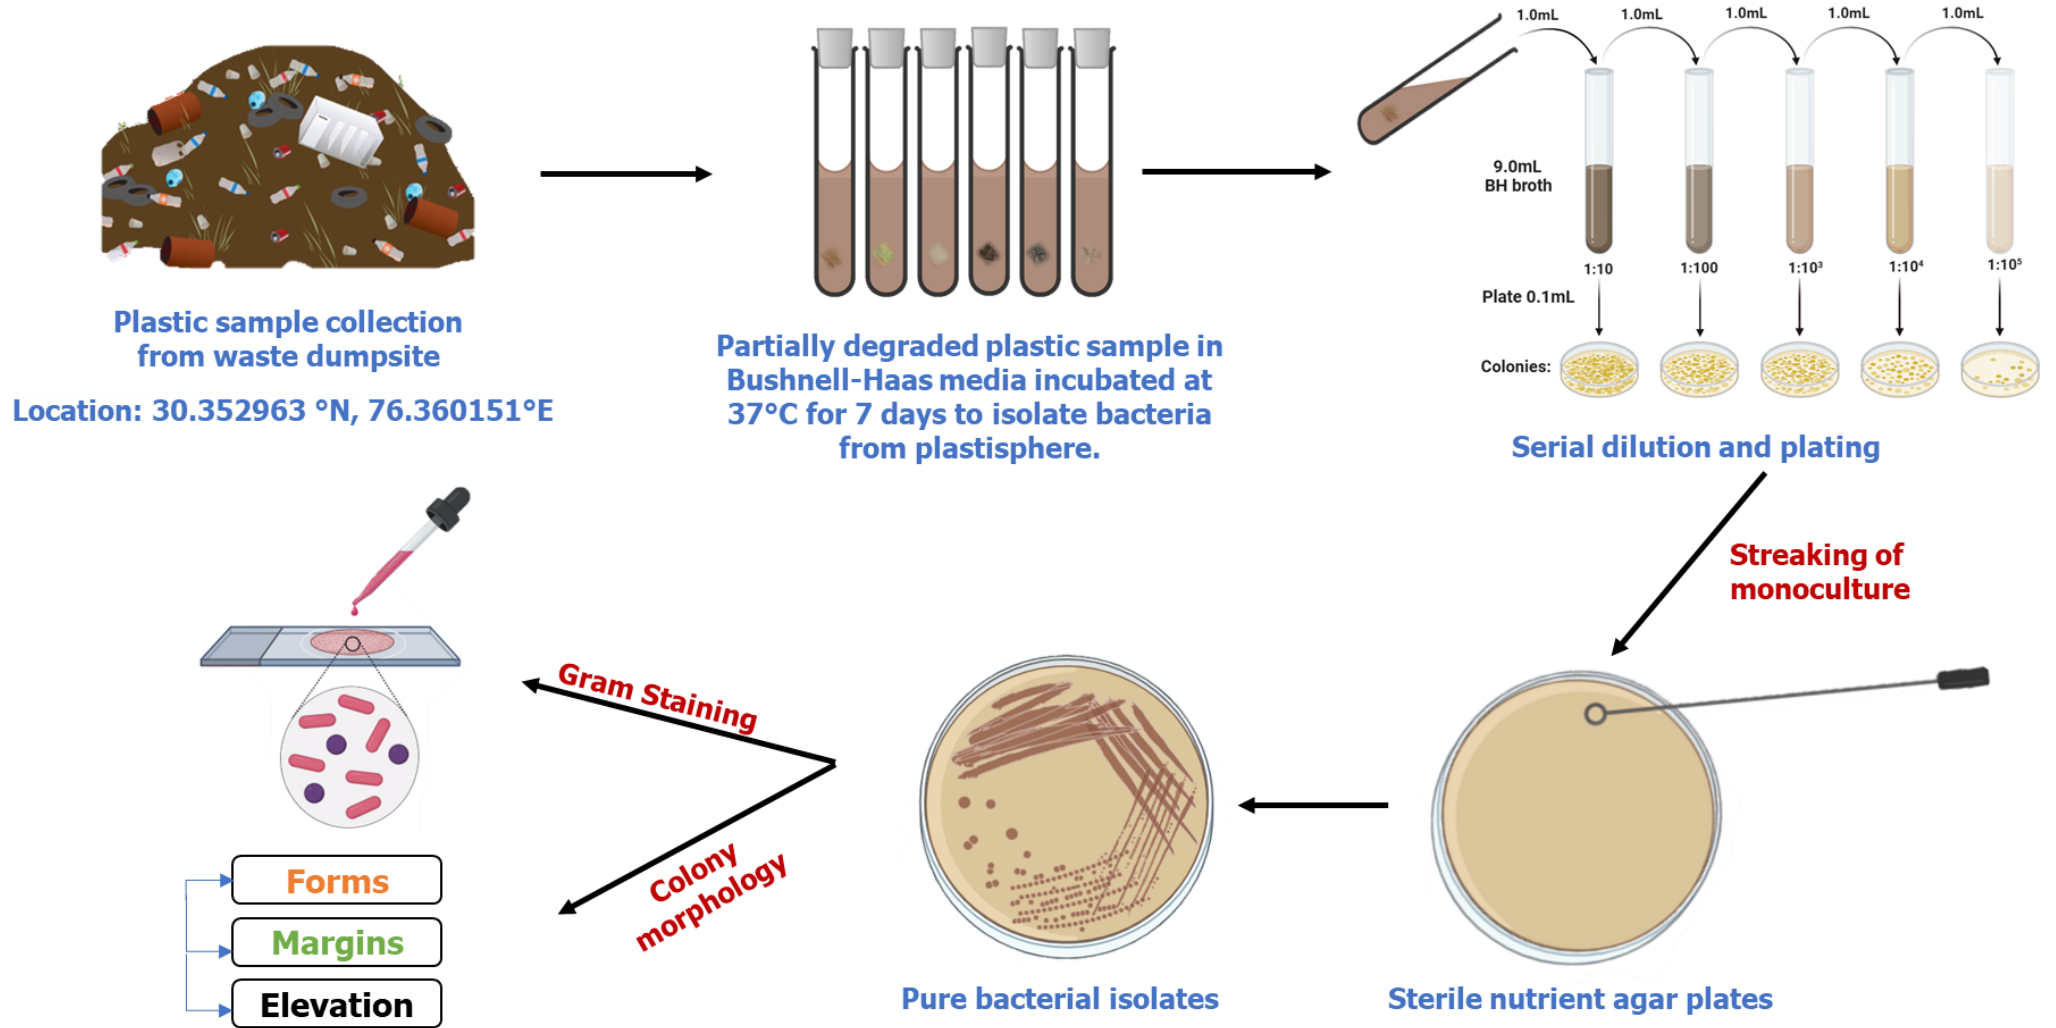 Plastic sample collection
from waste dumpsite
Location: 30.352963 °N, 76.360151°E
Partially degraded plastic sample in
Bushnell-Haas media incubated at
37°C for 7 days to isolate bacteria
from plastisphere.
1.0mL 1.0mL 1.0mL 1.0mL 1.0mL
9.0mL
BH broth
1:10 1:100 1:10³ 1:10⁴ 1:10⁵
Plate 0.1mL
Colonies:
Serial dilution and plating
Streaking of
monoculture
Sterile nutrient agar plates
Pure bacterial isolates
Gram Staining
Colony
morphology
Forms
Margins
Elevation